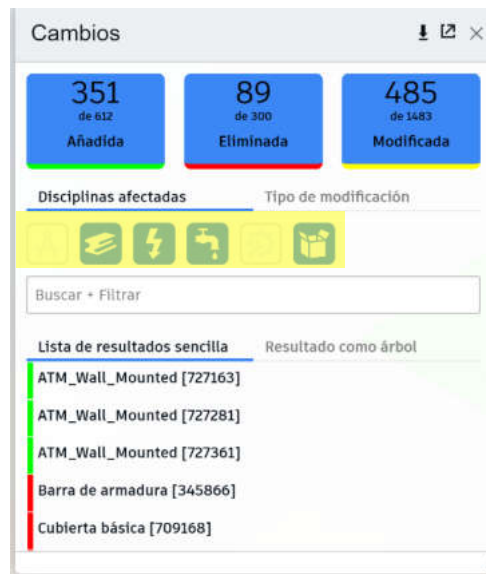 Cambios
351
de 612
Añadida
89
de 300
Eliminada
485
de 1483
Modificada
Disciplinas afectadas
Tipo de modificación
Buscar + Filtrar
Lista de resultados sencilla
Resultado como árbol
ATM_Wall_Mounted [727163]
ATM_Wall_Mounted [727281]
ATM_Wall_Mounted [727361]
Barra de armadura [345866]
Cubierta básica [709168]